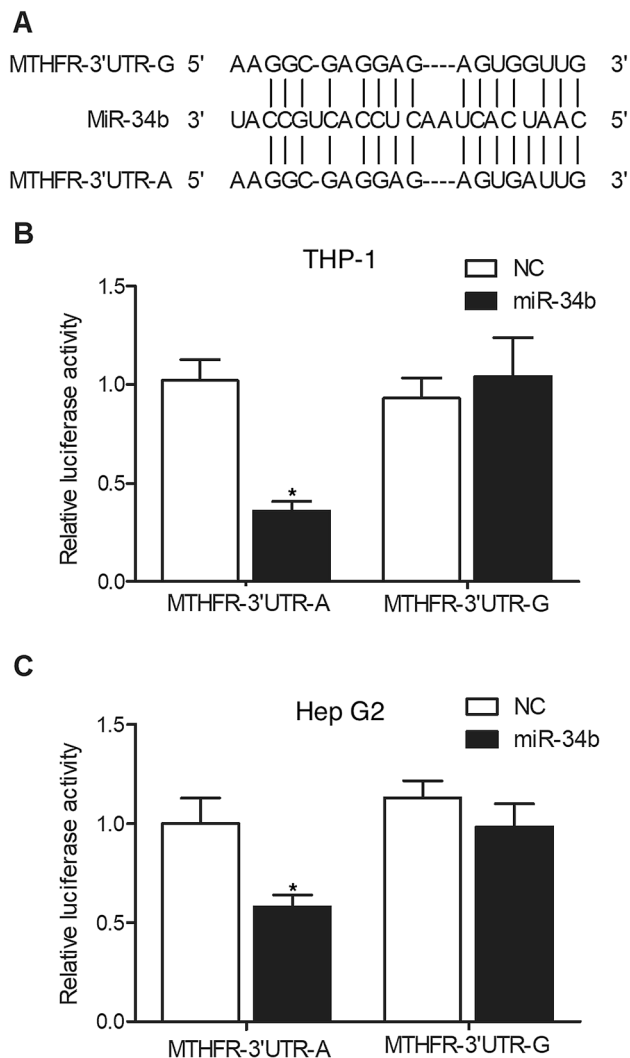 A
MTHFR-3'UTR-G 5' AAGGC-GAGGAG----AGUGGUUG 3'
MiR-34b 3' UACCGUCACCUCAAUCACUAAC 5'
MTHFR-3'UTR-A 5' AAGGC-GAGGAG----AGUGAUUG 3'
B
THP-1
NC
miR-34b
Relative luciferase activity
1.5
1.0
0.5
0.0
*
MTHFR-3'UTR-A MTHFR-3'UTR-G
C
Hep G2
NC
miR-34b
Relative luciferase activity
1.5
1.0
0.5
0.0
*
MTHFR-3'UTR-A MTHFR-3'UTR-G